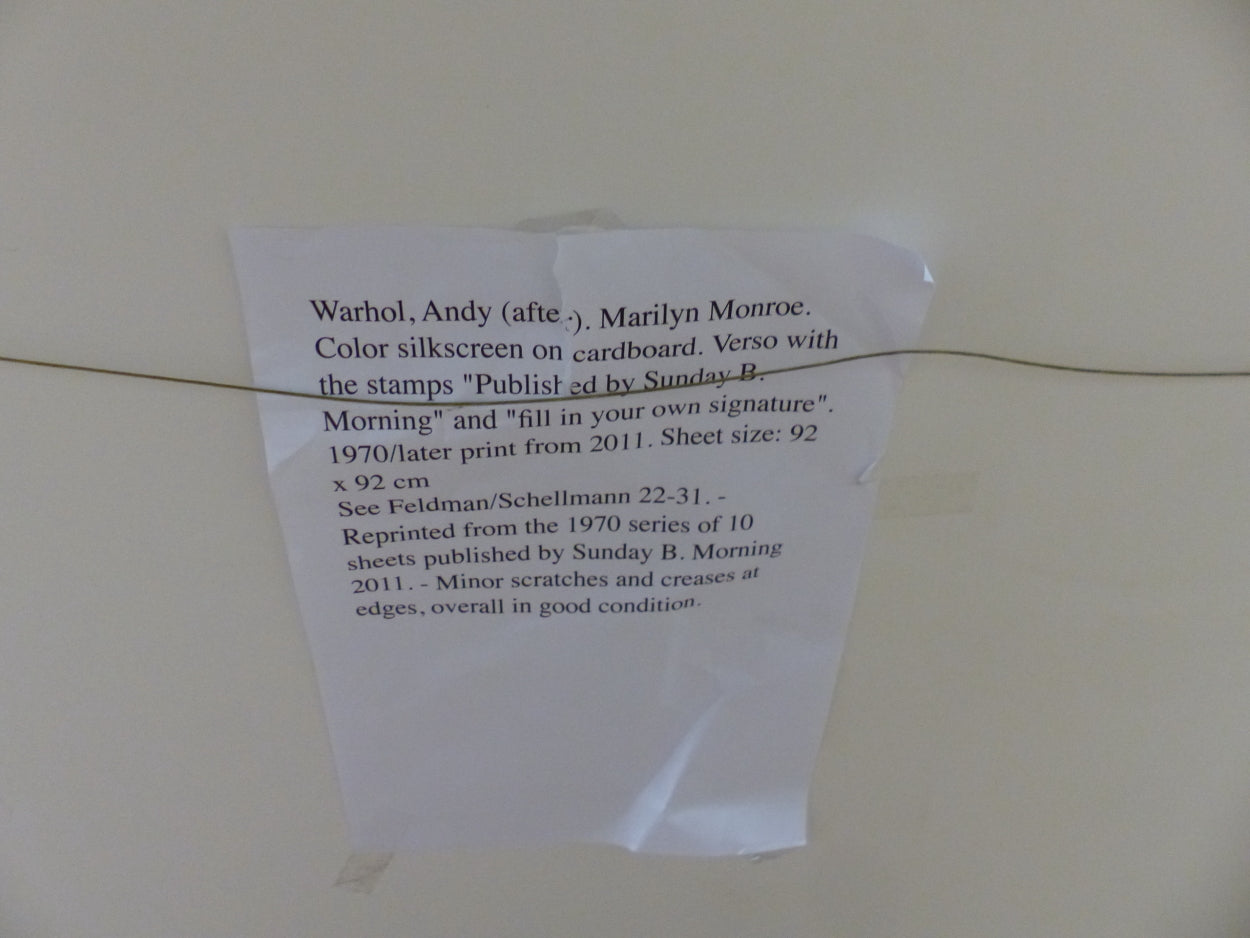 Warhol, Andy (after). Marilyn Monroe.
Color silkscreen on cardboard. Verso with
the stamps "Published by Sunday B.
Morning" and "fill in your own signature".
1970/later print from 2011. Sheet size: 92
x 92 cm
See Feldman/Schellmann 22-31. -
Reprinted from the 1970 series of 10
sheets published by Sunday B. Morning
2011. - Minor scratches and creases at
edges, overall in good condition.